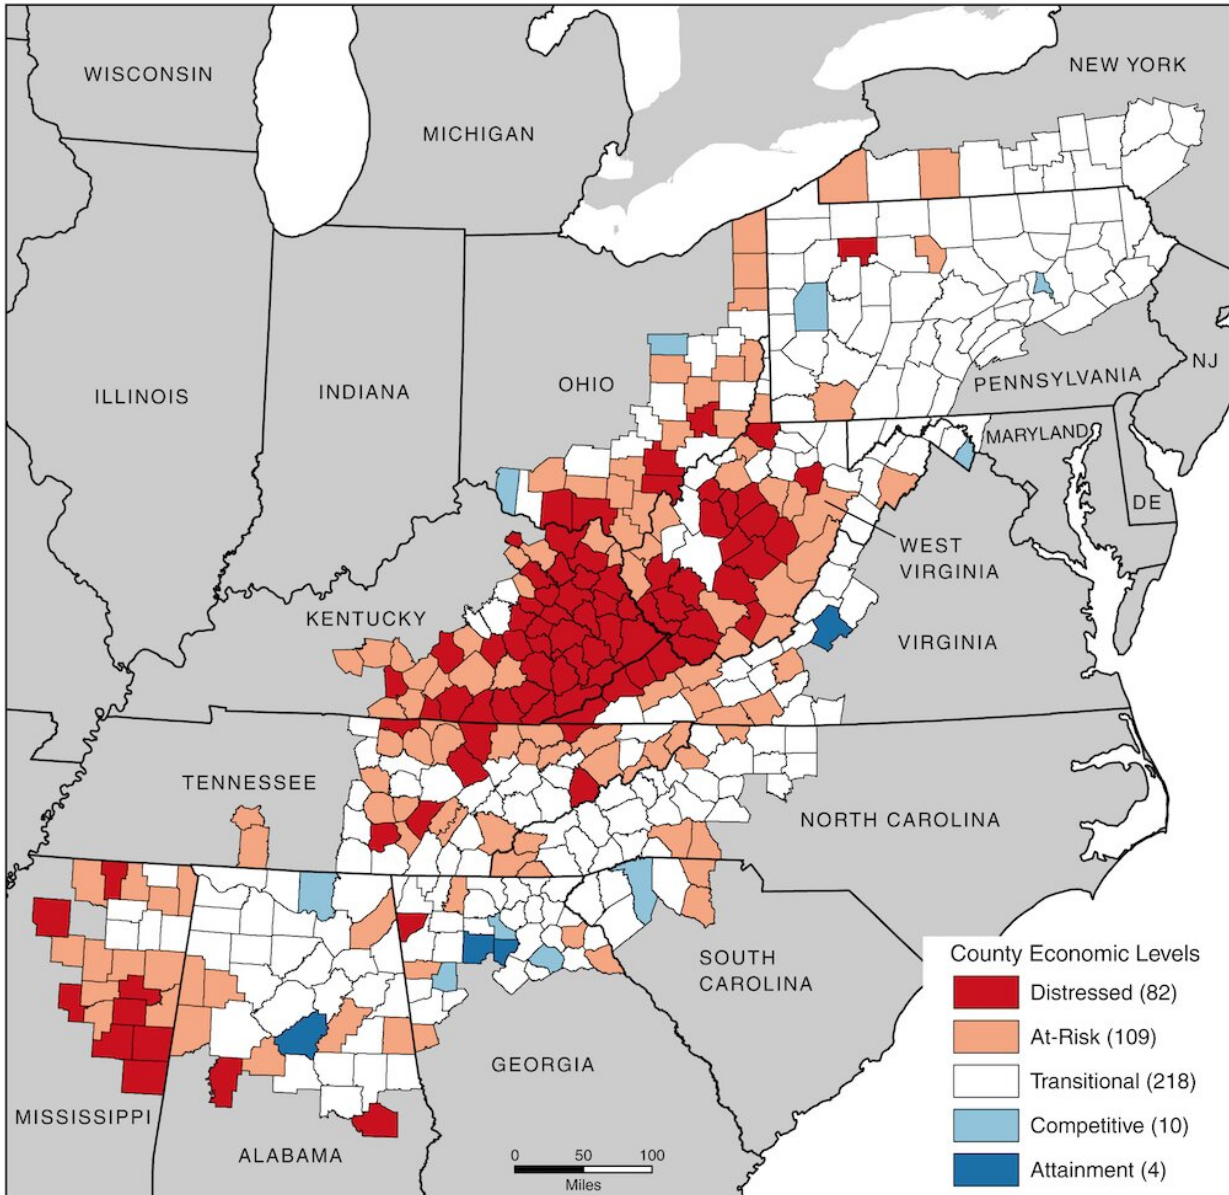 WISCONSIN
MICHIGAN
NEW YORK
ILLINOIS
INDIANA
OHIO
PENNSYLVANIA
NJ
MARYLAND
DE
WEST
VIRGINIA
KENTUCKY
VIRGINIA
TENNESSEE
NORTH CAROLINA
SOUTH
CAROLINA
GEORGIA
MISSISSIPPI
ALABAMA
0 50 100
Miles
County Economic Levels
Distressed (82)
At-Risk (109)
Transitional (218)
Competitive (10)
Attainment (4)